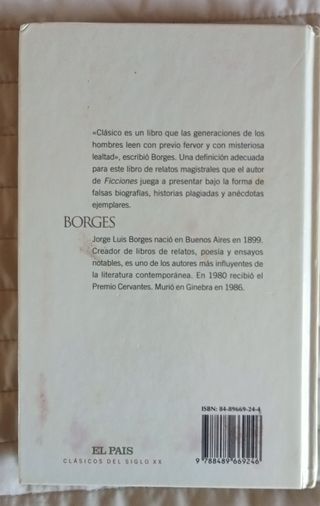 «Clásico es un libro que las generaciones de los
hombres leen con previo fervor y con misteriosa
lealtad», escribió Borges. Una definición adecuada
para este libro de relatos magistrales que el autor
de Ficciones juega a presentar bajo la forma de
falsas biografías, historias plagiadas y anécdotas
ejemplares.
BORGES
Jorge Luis Borges nació en Buenos Aires en 1899.
Creador de libros de relatos, poesía y ensayos
notables, es uno de los autores más influyentes de
la literatura contemporánea. En 1980 recibió el
Premio Cervantes. Murió en Ginebra en 1986.
ISBN: 84-89669-24-4
9 788489 669246
EL PAIS
CLÁSICOS DEL SIGLO XX